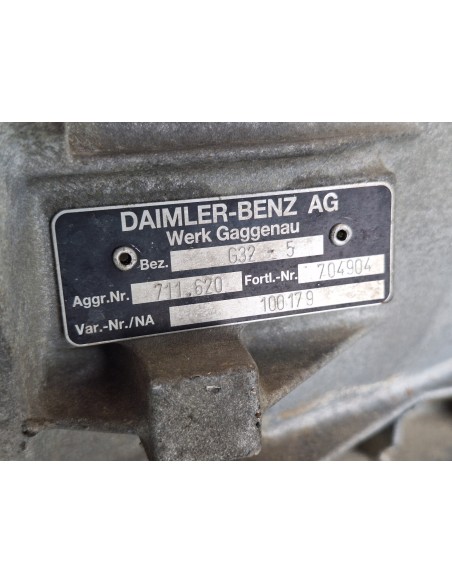 DAIMLER-BENZ AG
Werk Gaggenau
Bez. G32 - 5
Aggr.Nr. 711.620 Fortl.-Nr. 704904
Var.-Nr./NA 100179